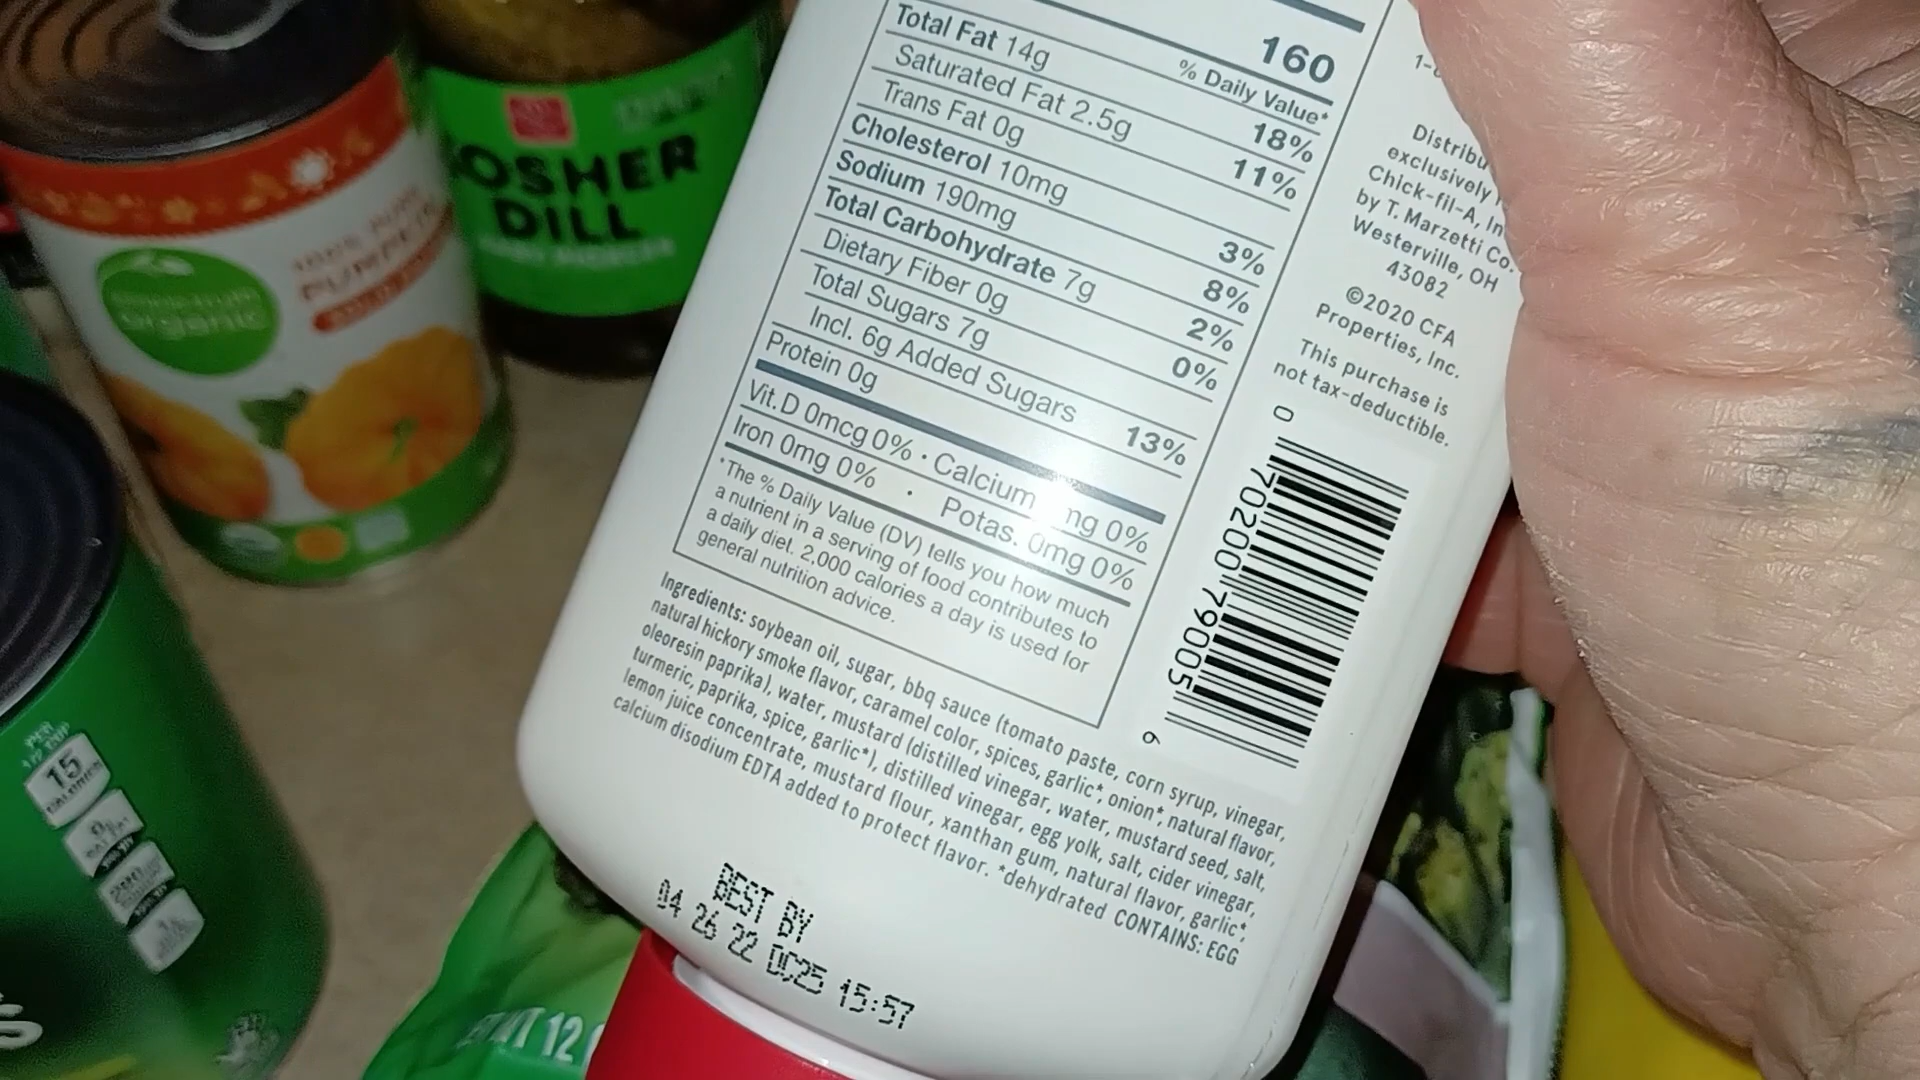 160
% Daily Value*
Total Fat 14g 18%
Saturated Fat 2.5g 11%
Trans Fat 0g
Cholesterol 10mg 3%
Sodium 190mg 8%
Total Carbohydrate 7g 2%
Dietary Fiber 0g 0%
Total Sugars 7g
Incl. 6g Added Sugars 13%
Protein 0g
Vit. D 0mcg 0% · Calcium mg 0%
Iron 0mg 0% · Potas. 0mg 0%
*The % Daily Value (DV) tells you how much
a nutrient in a serving of food contributes to
a daily diet. 2,000 calories a day is used for
general nutrition advice.
Ingredients: soybean oil, sugar, bbq sauce (tomato paste, corn syrup, vinegar,
natural hickory smoke flavor, caramel color, spices, garlic*, onion*, natural flavor,
oleoresin paprika), water, mustard (distilled vinegar, water, mustard seed, salt,
turmeric, paprika, spice, garlic*), distilled vinegar, egg yolk, salt, cider vinegar,
lemon juice concentrate, mustard flour, xanthan gum, natural flavor, garlic*,
calcium disodium EDTA added to protect flavor. *dehydrated CONTAINS: EGG
BEST BY
04 26 22 DC25 15:57
Distribu
exclusively
Chick-fil-A, In
by T. Marzetti Co.
Westerville, OH
43082
©2020 CFA
Properties, Inc.
This purchase is
not tax-deductible.
0 70200 79005 6
OSHER
DILL
Organic
15
CALORIES